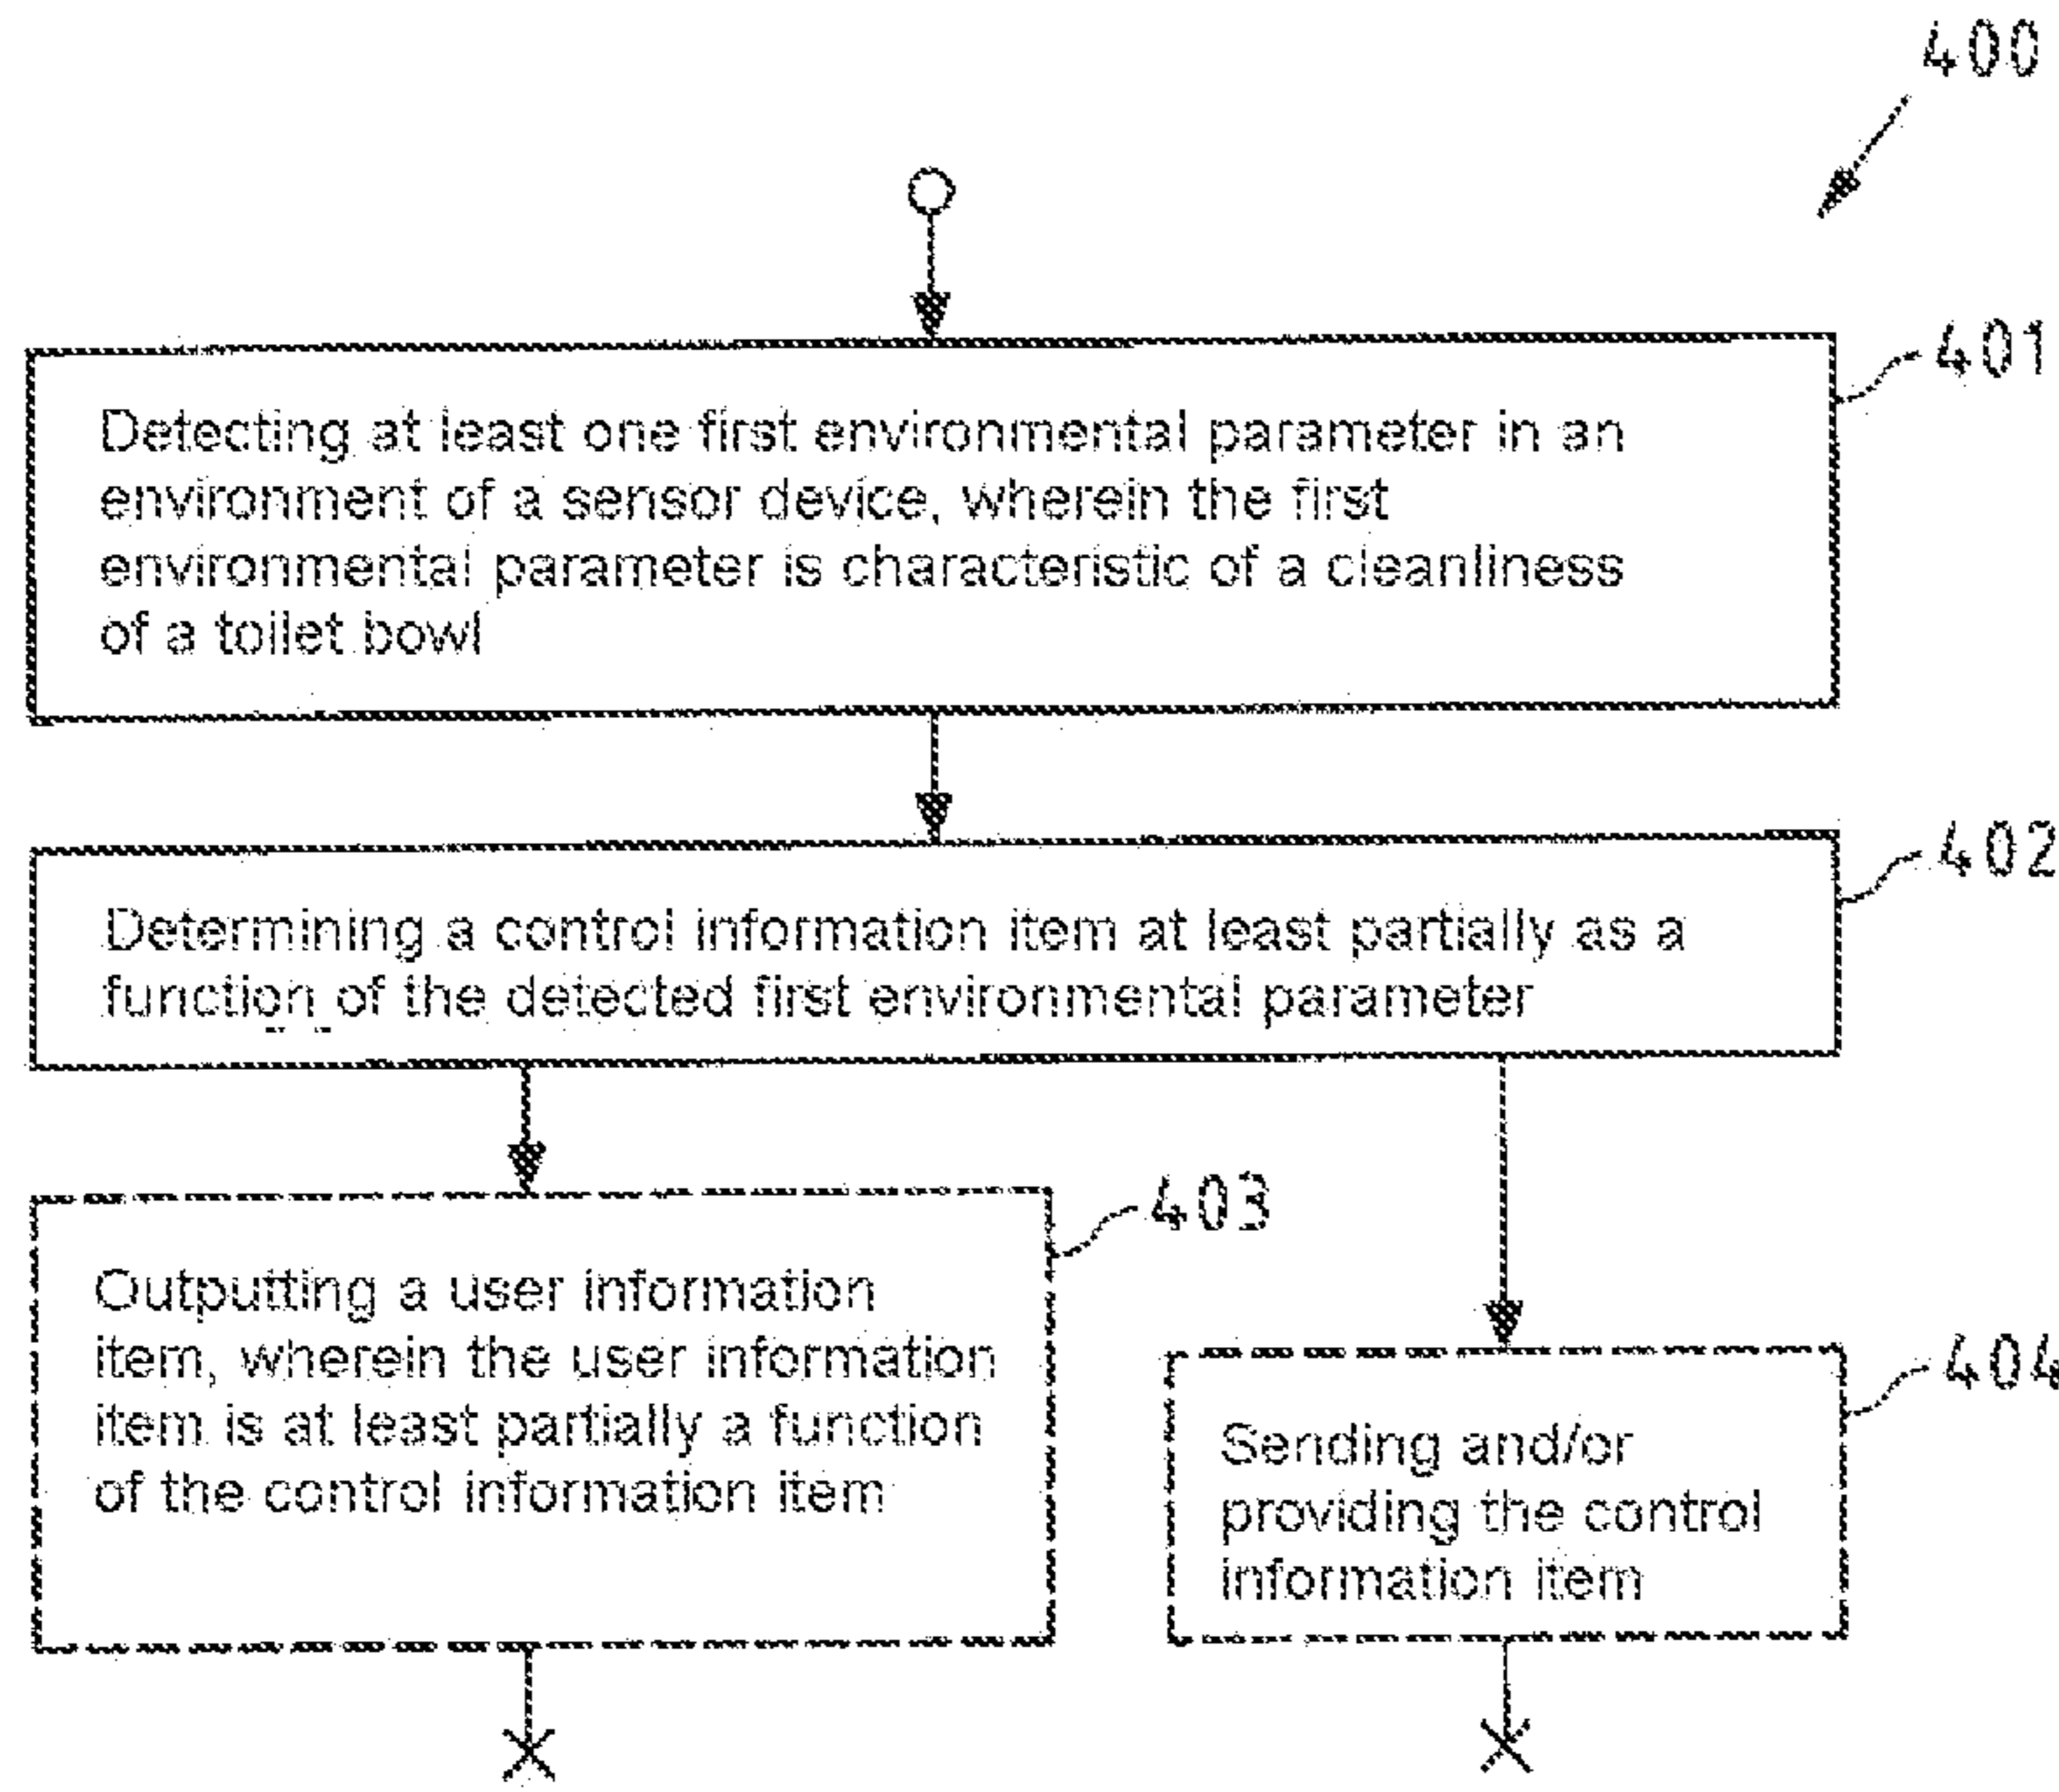 400
401
Detecting at least one first environmental parameter in an
environment of a sensor device, wherein the first
environmental parameter is characteristic of a cleanliness
of a toilet bowl
402
Determining a control information item at least partially as a
function of the detected first environmental parameter
403
Outputting a user information
item, wherein the user information
item is at least partially a function
of the control information item
404
Sending and/or
providing the control
information item